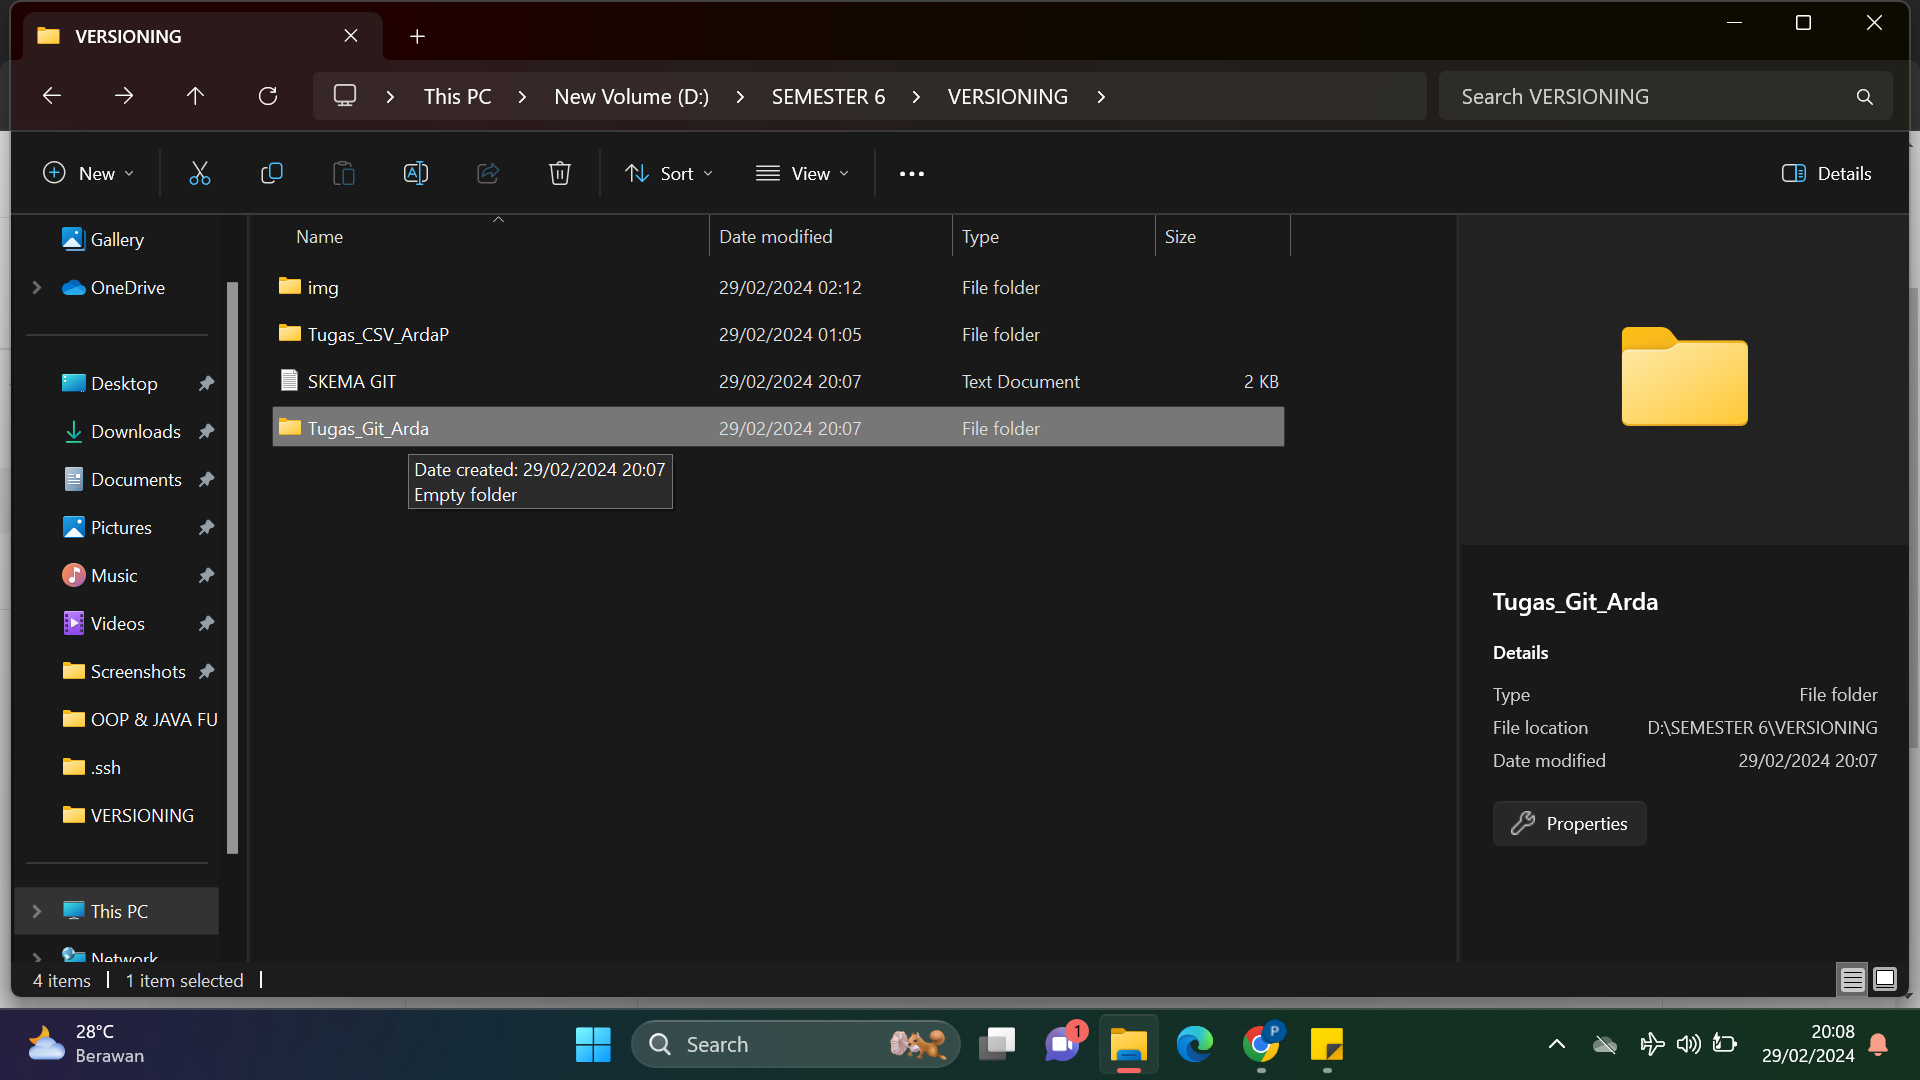 VERSIONING
This PC
New Volume (D:)
SEMESTER 6
VERSIONING
Search VERSIONING
New
Sort
View
Details
Gallery
OneDrive
Desktop
Downloads
Documents
Pictures
Music
Videos
Screenshots
OOP & JAVA FU
.ssh
VERSIONING
This PC
Network
Name Date modified Type Size
img 29/02/2024 02:12 File folder
Tugas_CSV_ArdaP 29/02/2024 01:05 File folder
SKEMA GIT 29/02/2024 20:07 Text Document 2 KB
Tugas_Git_Arda 29/02/2024 20:07 File folder
Date created: 29/02/2024 20:07
Empty folder
Tugas_Git_Arda
Details
Type File folder
File location D:\SEMESTER 6\VERSIONING
Date modified 29/02/2024 20:07
Properties
4 items 1 item selected
28°C
Berawan
Search
1
P
20:08
29/02/2024